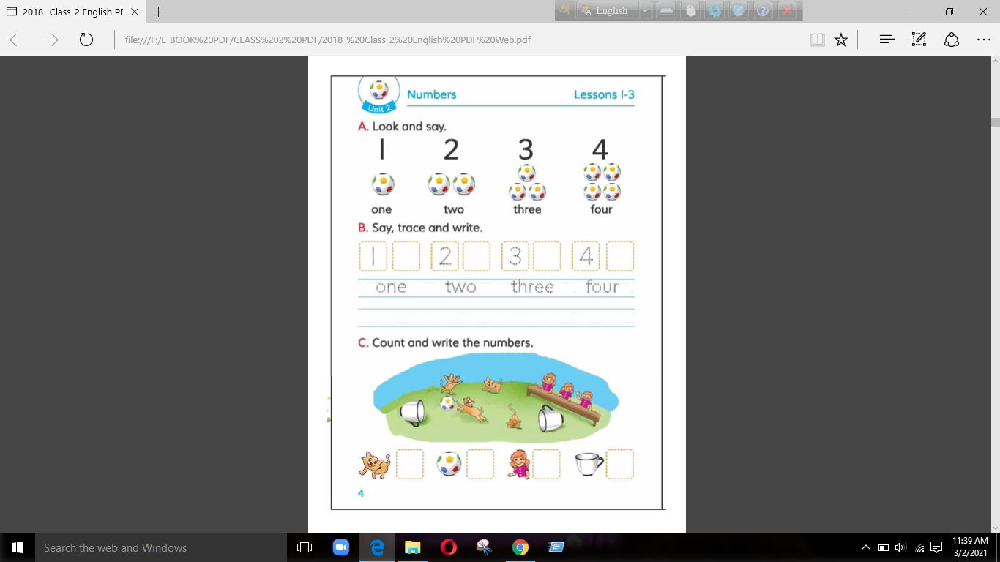 2018- Class-2 English PD
English
file:///F:/E-BOOK%20PDF/CLASS%202%20PDF/2018-%20Class-2%20English%20PDF%20Web.pdf
Unit 2
Numbers Lessons 1-3
A. Look and say.
1 2 3 4
one two three four
B. Say, trace and write.
1 2 3 4
one two three four
C. Count and write the numbers.
4
Search the web and Windows
11:39 AM
3/2/2021